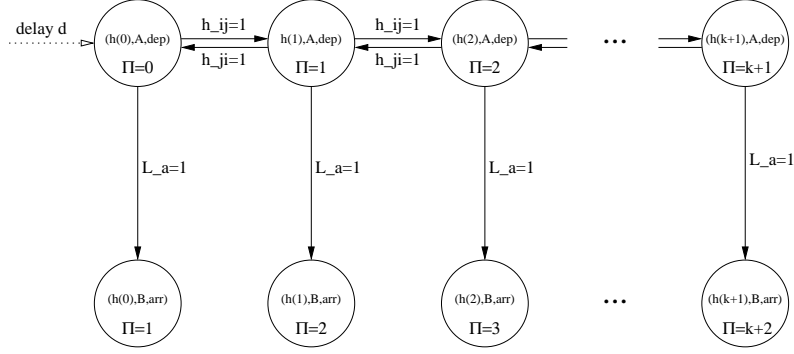 delay d
(h(0),A,dep)
Π=0
h_ij=1
h_ji=1
(h(1),A,dep)
Π=1
h_ij=1
h_ji=1
(h(2),A,dep)
Π=2
...
(h(k+1),A,dep)
Π=k+1
L_a=1
L_a=1
L_a=1
L_a=1
(h(0),B,arr)
Π=1
(h(1),B,arr)
Π=2
(h(2),B,arr)
Π=3
...
(h(k+1),B,arr)
Π=k+2